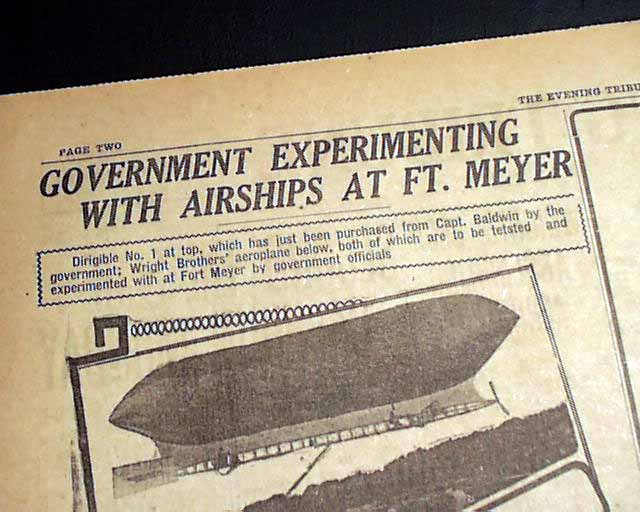 THE EVENING TRIBU
PAGE TWO
GOVERNMENT EXPERIMENTING
WITH AIRSHIPS AT FT. MEYER
Dirigible No. 1 at top, which has just been purchased from Capt. Baldwin by the
government; Wright Brothers' aeroplane below, both of which are to be tetsted and
experimented with at Fort Meyer by government officials